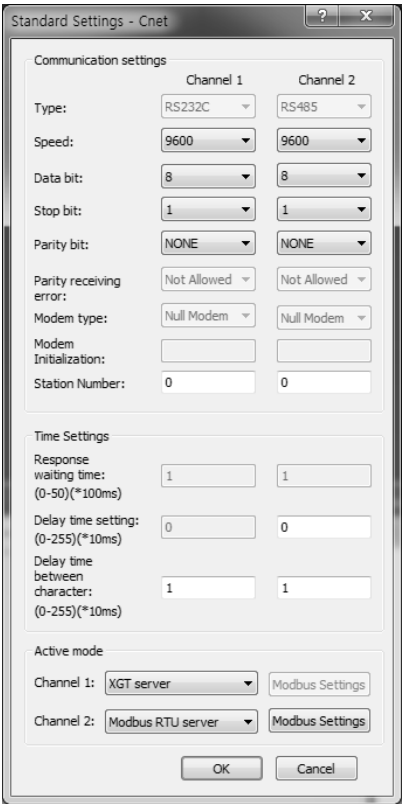 Standard Settings - Cnet
? X
Communication settings
Channel 1 Channel 2
Type: RS232C RS485
Speed: 9600 9600
Data bit: 8 8
Stop bit: 1 1
Parity bit: NONE NONE
Parity receiving
error: Not Allowed Not Allowed
Modem type: Null Modem Null Modem
Modem
Initialization:
Station Number: 0 0
Time Settings
Response
waiting time: 1 1
(0-50)(*100ms)
Delay time setting: 0 0
(0-255)(*10ms)
Delay time
between
character: 1 1
(0-255)(*10ms)
Active mode
Channel 1: XGT server Modbus Settings
Channel 2: Modbus RTU server Modbus Settings
OK Cancel